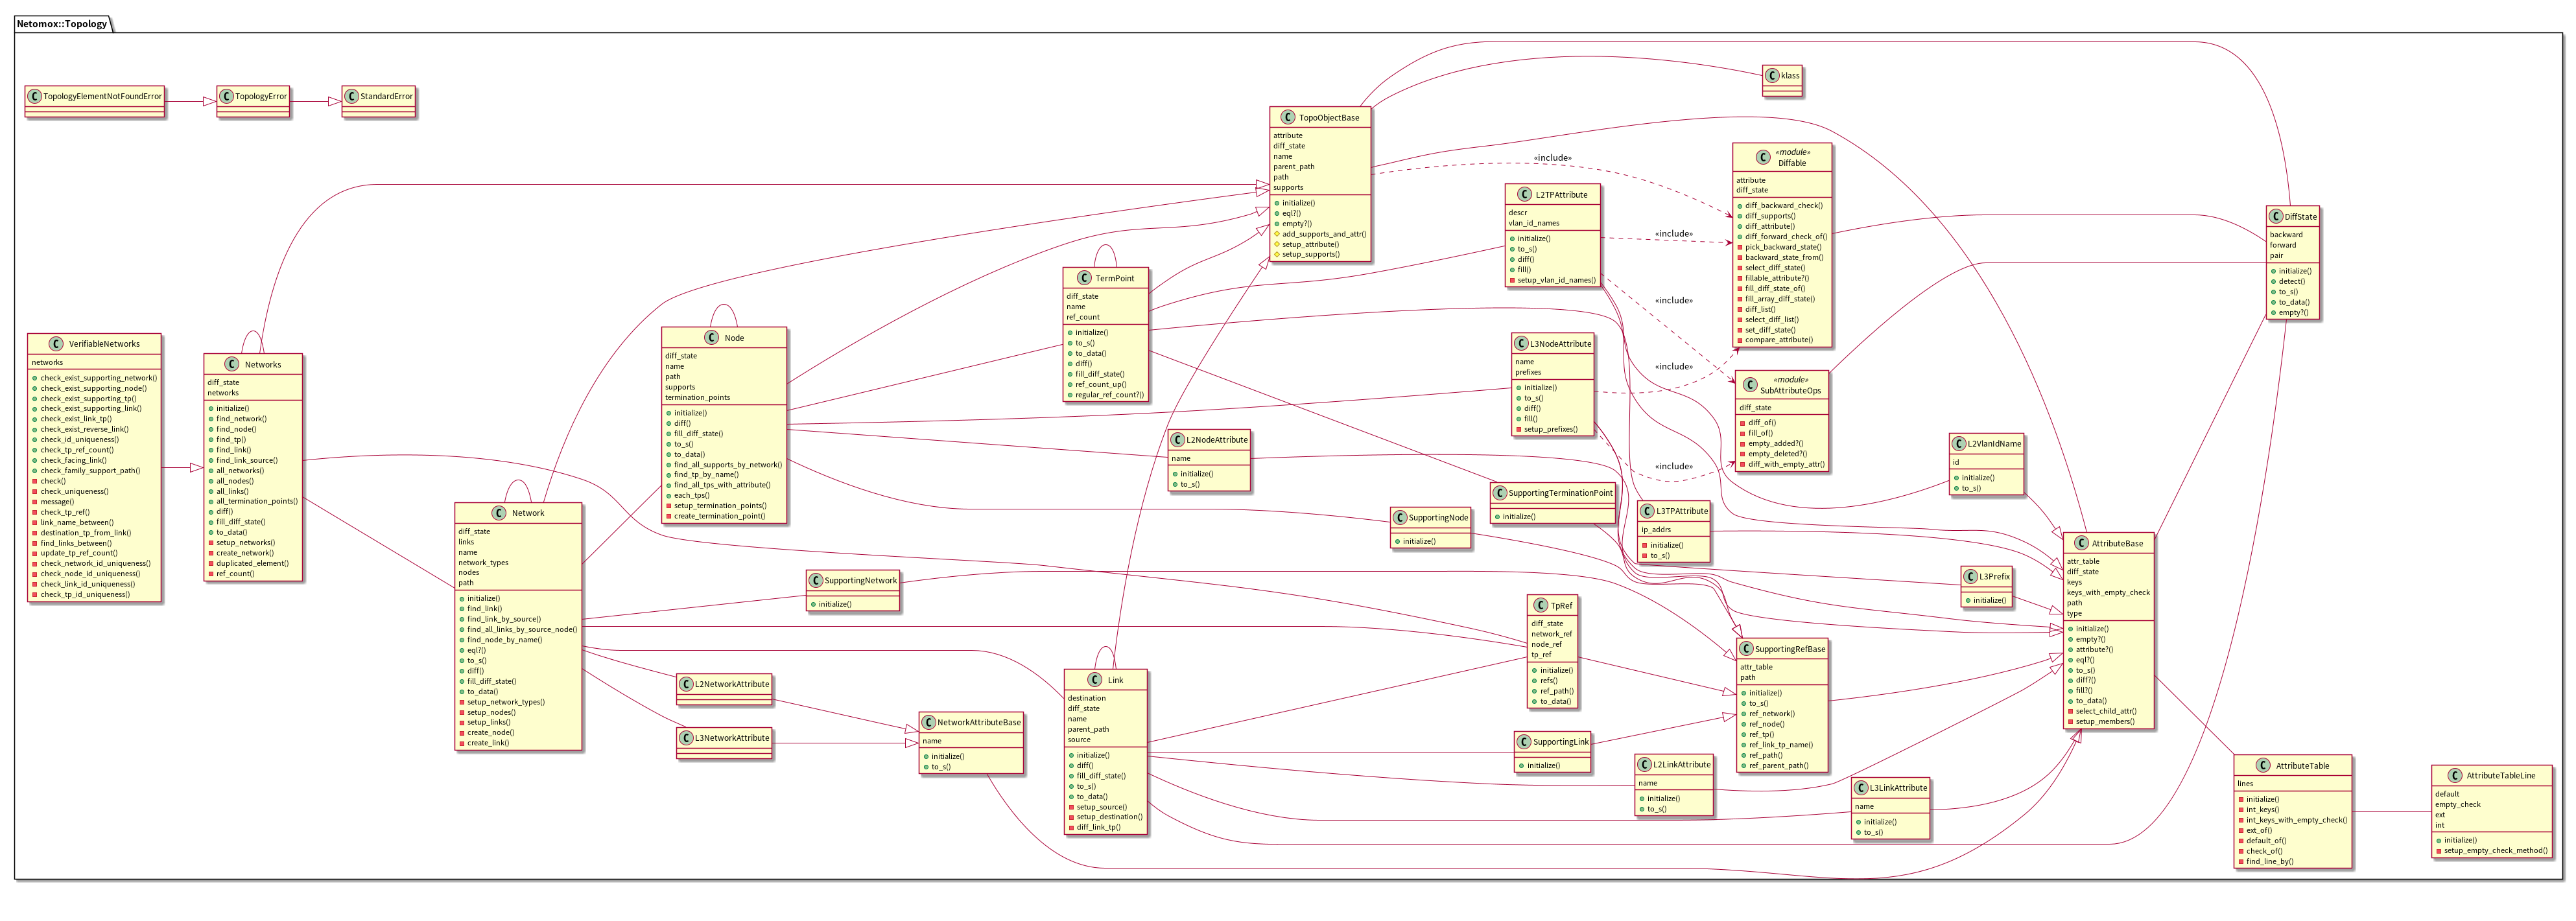 Netomox::Topology
TopologyElementNotFoundError
TopologyError
StandardError
klass
TopoObjectBase
attribute
diff_state
name
parent_path
path
supports
initialize()
eql?()
empty?()
add_supports_and_attr()
setup_attribute()
setup_supports()
«module»
Diffable
attribute
diff_state
diff_backward_check()
diff_supports()
diff_attribute()
diff_forward_check_of()
pick_backward_state()
backward_state_from()
select_diff_state()
fillable_attribute?()
fill_diff_state_of()
fill_array_diff_state()
diff_list()
select_diff_list()
set_diff_state()
compare_attribute()
«include»
«include»
«include»
«include»
«include»
L2TPAttribute
descr
vlan_id_names
initialize()
to_s()
diff()
fill()
setup_vlan_id_names()
DiffState
backward
forward
pair
initialize()
detect()
to_s()
to_data()
empty?()
TermPoint
diff_state
name
ref_count
initialize()
to_s()
to_data()
diff()
fill_diff_state()
ref_count_up()
regular_ref_count?()
VerifiableNetworks
networks
check_exist_supporting_network()
check_exist_supporting_node()
check_exist_supporting_tp()
check_exist_supporting_link()
check_exist_link_tp()
check_exist_reverse_link()
check_id_uniqueness()
check_tp_ref_count()
check_facing_link()
check_family_support_path()
check()
check_uniqueness()
message()
check_tp_ref()
link_name_between()
destination_tp_from_link()
find_links_between()
update_tp_ref_count()
check_network_id_uniqueness()
check_node_id_uniqueness()
check_link_id_uniqueness()
check_tp_id_uniqueness()
Networks
diff_state
networks
initialize()
find_network()
find_node()
find_tp()
find_link()
find_link_source()
all_networks()
all_nodes()
all_links()
all_termination_points()
diff()
fill_diff_state()
to_data()
setup_networks()
create_network()
duplicated_element()
ref_count()
Node
diff_state
name
path
supports
termination_points
initialize()
diff()
fill_diff_state()
to_s()
to_data()
find_all_supports_by_network()
find_tp_by_name()
find_all_tps_with_attribute()
each_tps()
setup_termination_points()
create_termination_point()
L3NodeAttribute
name
prefixes
initialize()
to_s()
diff()
fill()
setup_prefixes()
«module»
SubAttributeOps
diff_state
diff_of()
fill_of()
empty_added?()
empty_deleted?()
diff_with_empty_attr()
L2NodeAttribute
name
initialize()
to_s()
L2VlanIdName
id
initialize()
to_s()
Network
diff_state
links
name
network_types
nodes
path
initialize()
find_link()
find_link_by_source()
find_all_links_by_source_node()
find_node_by_name()
eql?()
to_s()
diff()
fill_diff_state()
to_data()
setup_network_types()
setup_nodes()
setup_links()
create_node()
create_link()
SupportingTerminationPoint
initialize()
SupportingNode
initialize()
L3TPAttribute
ip_addrs
initialize()
to_s()
AttributeBase
attr_table
diff_state
keys
keys_with_empty_check
path
type
initialize()
empty?()
attribute?()
eql?()
to_s()
diff?()
fill?()
to_data()
select_child_attr()
setup_members()
SupportingNetwork
initialize()
L3Prefix
initialize()
TpRef
diff_state
network_ref
node_ref
tp_ref
initialize()
refs()
ref_path()
to_data()
SupportingRefBase
attr_table
path
initialize()
to_s()
ref_network()
ref_node()
ref_tp()
ref_link_tp_name()
ref_path()
ref_parent_path()
L2NetworkAttribute
L3NetworkAttribute
NetworkAttributeBase
name
initialize()
to_s()
Link
destination
diff_state
name
parent_path
source
initialize()
diff()
fill_diff_state()
to_s()
to_data()
setup_source()
setup_destination()
diff_link_tp()
SupportingLink
initialize()
L2LinkAttribute
name
initialize()
to_s()
L3LinkAttribute
name
initialize()
to_s()
AttributeTable
lines
initialize()
int_keys()
int_keys_with_empty_check()
ext_of()
default_of()
check_of()
find_line_by()
AttributeTableLine
default
empty_check
ext
int
initialize()
setup_empty_check_method()